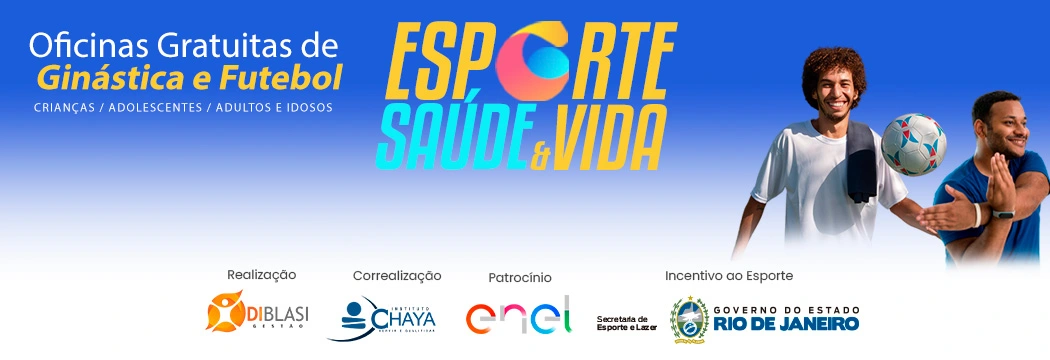 Oficinas Gratuitas de
Ginástica e Futebol
CRIANÇAS / ADOLESCENTES / ADULTOS E IDOSOS
ESPORTE
SAÚDE & VIDA
Realização
DIBLASI
GESTÃO
Correalização
INSTITUTO
CHAYA
Patrocínio
enel
Incentivo ao Esporte
Secretaria de
Esporte e Lazer
GOVERNO DO ESTADO
RIO DE JANEIRO